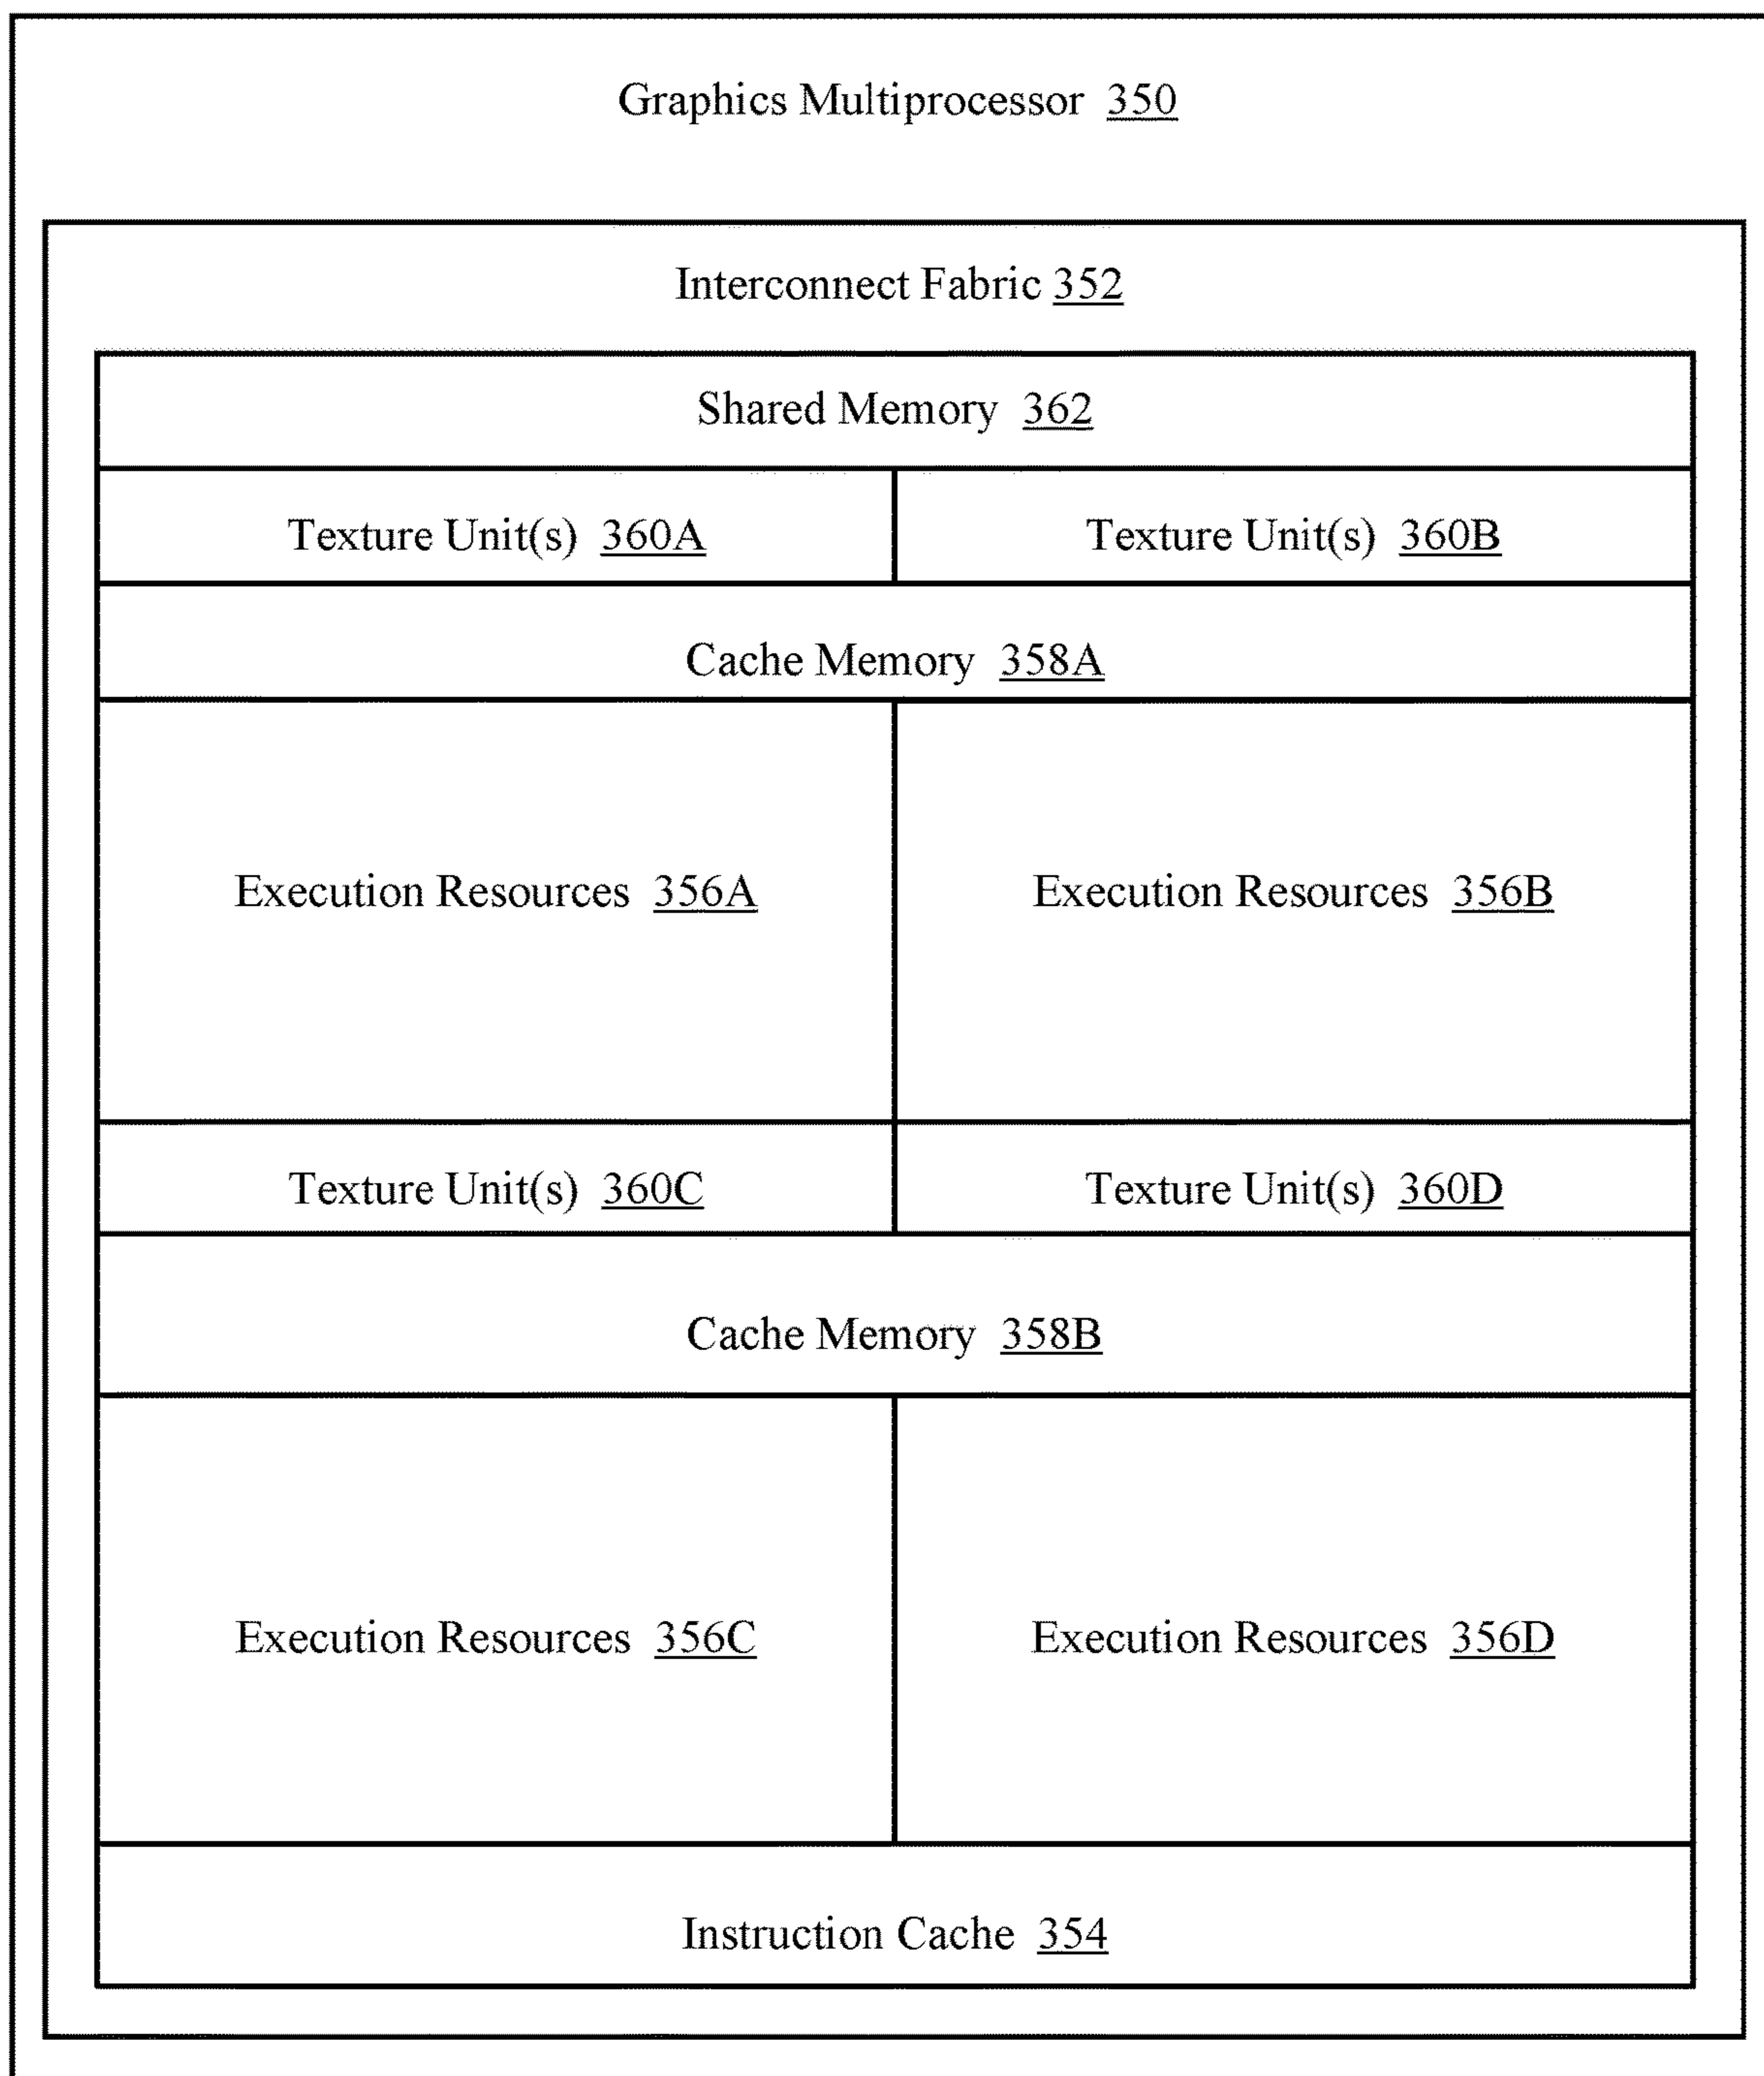 Graphics Multiprocessor 350
Interconnect Fabric 352
Shared Memory 362
Texture Unit(s) 360A
Texture Unit(s) 360B
Cache Memory 358A
Execution Resources 356A
Execution Resources 356B
Texture Unit(s) 360C
Texture Unit(s) 360D
Cache Memory 358B
Execution Resources 356C
Execution Resources 356D
Instruction Cache 354